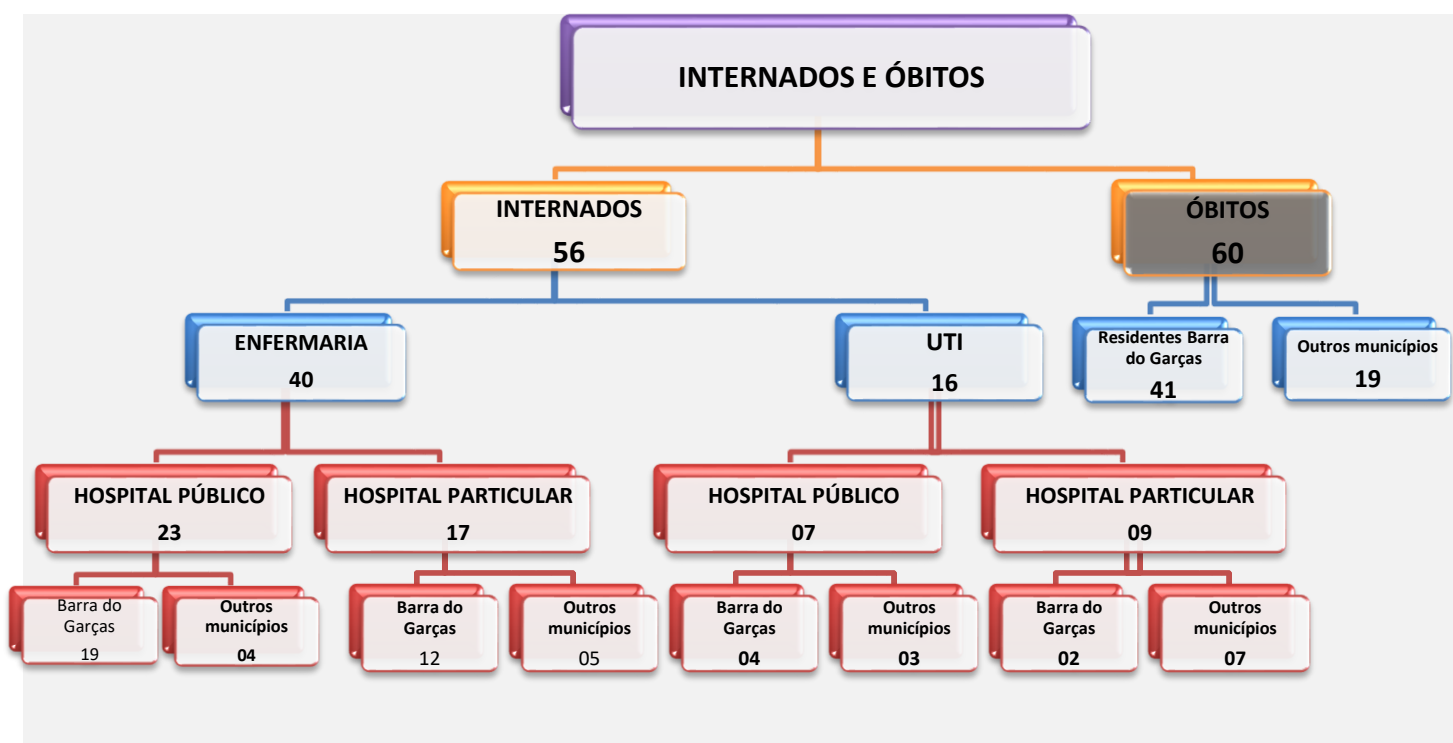 INTERNADOS E ÓBITOS
INTERNADOS
56
ÓBITOS
60
ENFERMARIA
40
UTI
16
Residentes Barra
do Garças
41
Outros municípios
19
HOSPITAL PÚBLICO
23
HOSPITAL PARTICULAR
17
HOSPITAL PÚBLICO
07
HOSPITAL PARTICULAR
09
Barra do
Garças
19
Outros
municípios
04
Barra do
Garças
12
Outros
municípios
05
Barra do
Garças
04
Outros
municípios
03
Barra do
Garças
02
Outros
municípios
07